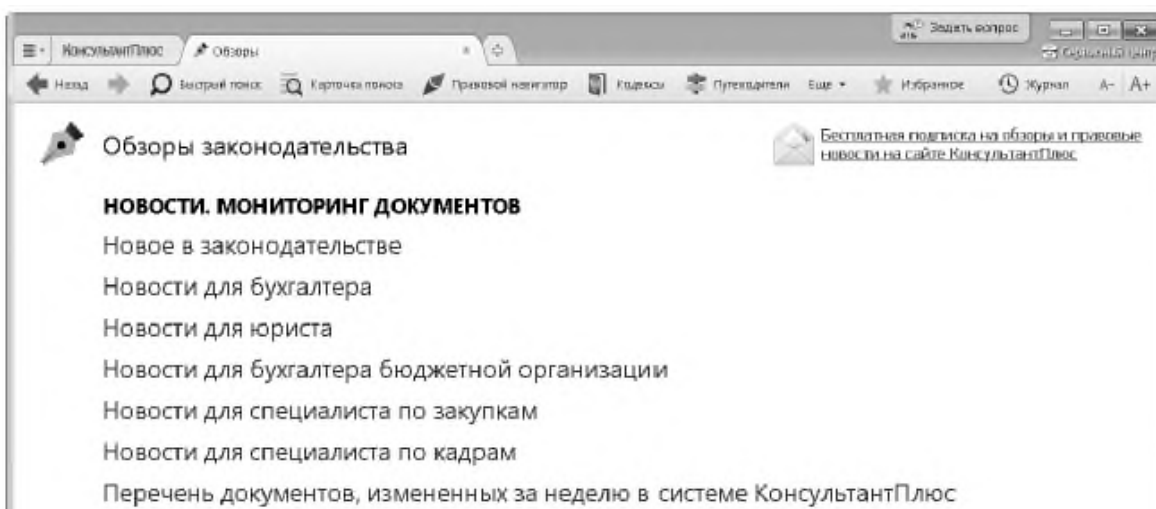 Задать вопрос
КонсультантПлюс Обзоры
Сервисный центр
Назад Быстрый поиск Карточка поиска Правовой навигатор Кодексы Путеводители Еще Избранное Журнал А- А+
Обзоры законодательства
Бесплатная подписка на обзоры и правовые
новости на сайте КонсультантПлюс
НОВОСТИ. МОНИТОРИНГ ДОКУМЕНТОВ
Новое в законодательстве
Новости для бухгалтера
Новости для юриста
Новости для бухгалтера бюджетной организации
Новости для специалиста по закупкам
Новости для специалиста по кадрам
Перечень документов, измененных за неделю в системе КонсультантПлюс